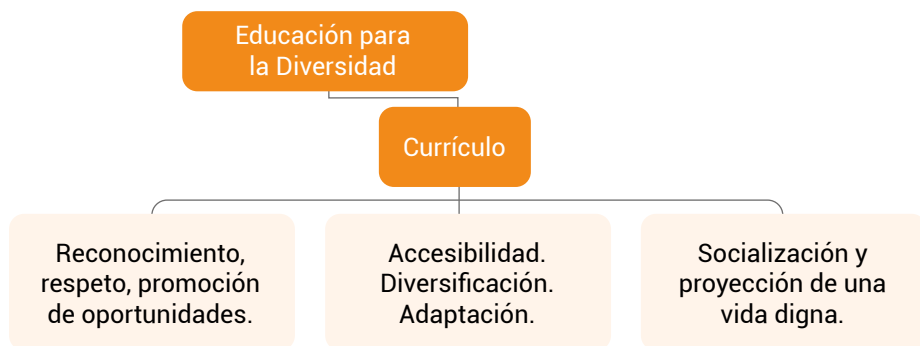 Educación para
la Diversidad
Currículo
Reconocimiento,
respeto, promoción
de oportunidades.
Accesibilidad.
Diversificación.
Adaptación.
Socialización y
proyección de una
vida digna.